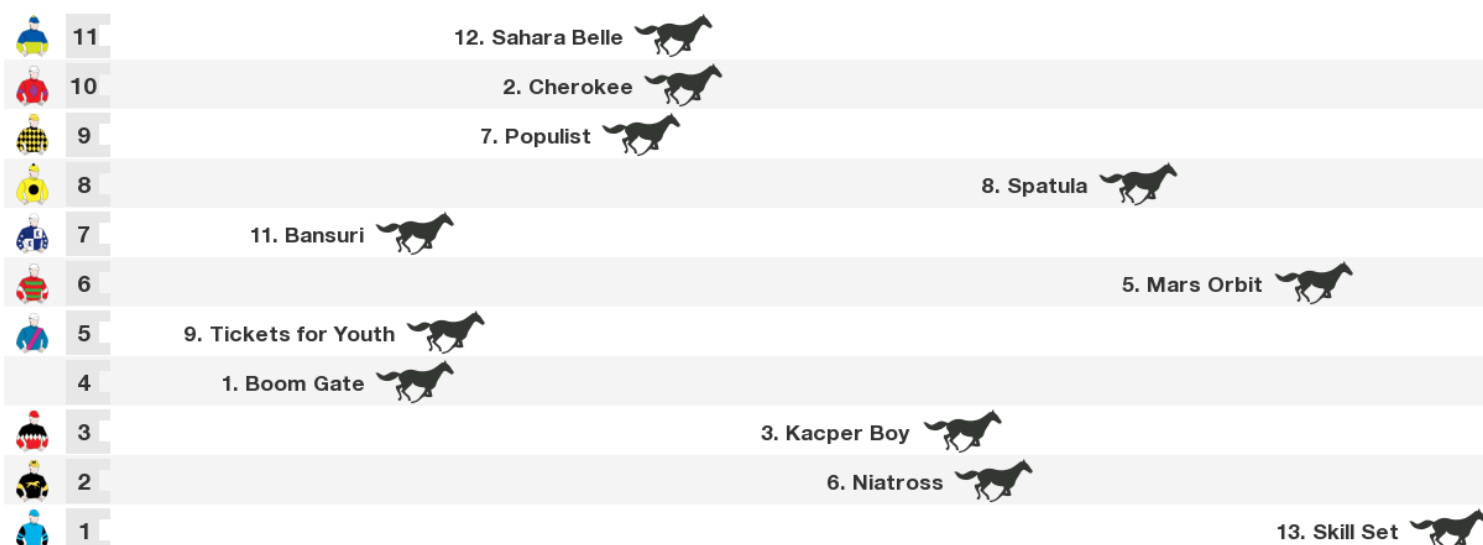 11 12. Sahara Belle
10 2. Cherokee
9 7. Populist
8 8. Spatula
7 11. Bansuri
6 5. Mars Orbit
5 9. Tickets for Youth
4 1. Boom Gate
3 3. Kacper Boy
2 6. Niatross
1 13. Skill Set